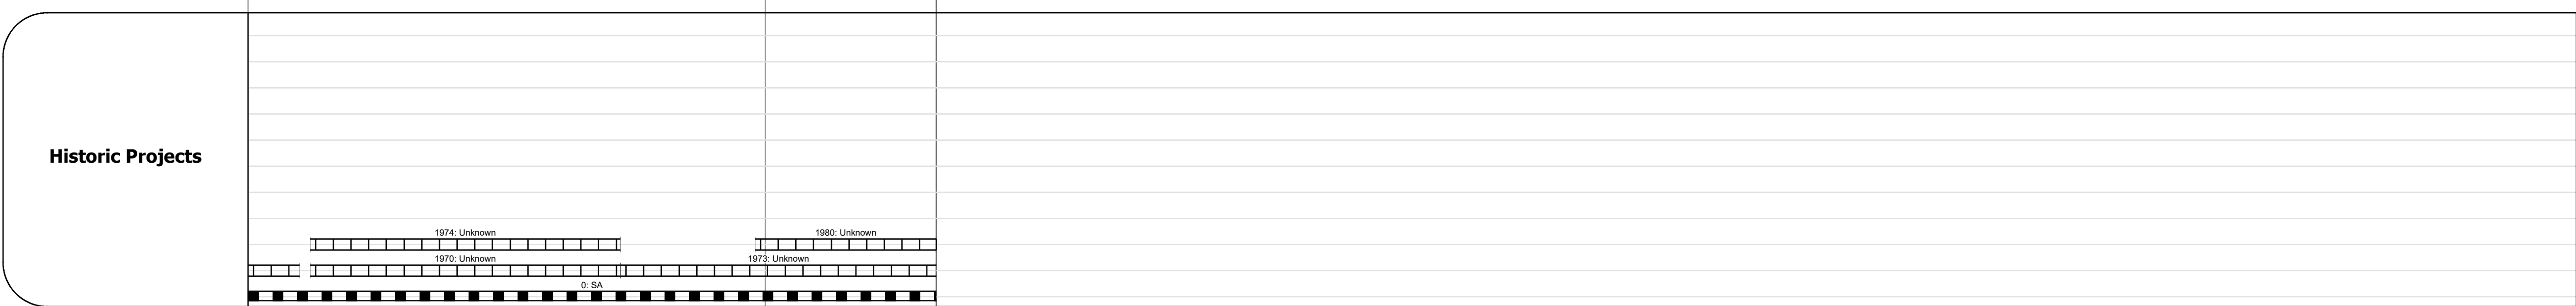 Historic Projects
1974: Unknown
1980: Unknown
1970: Unknown
1973: Unknown
0: SA